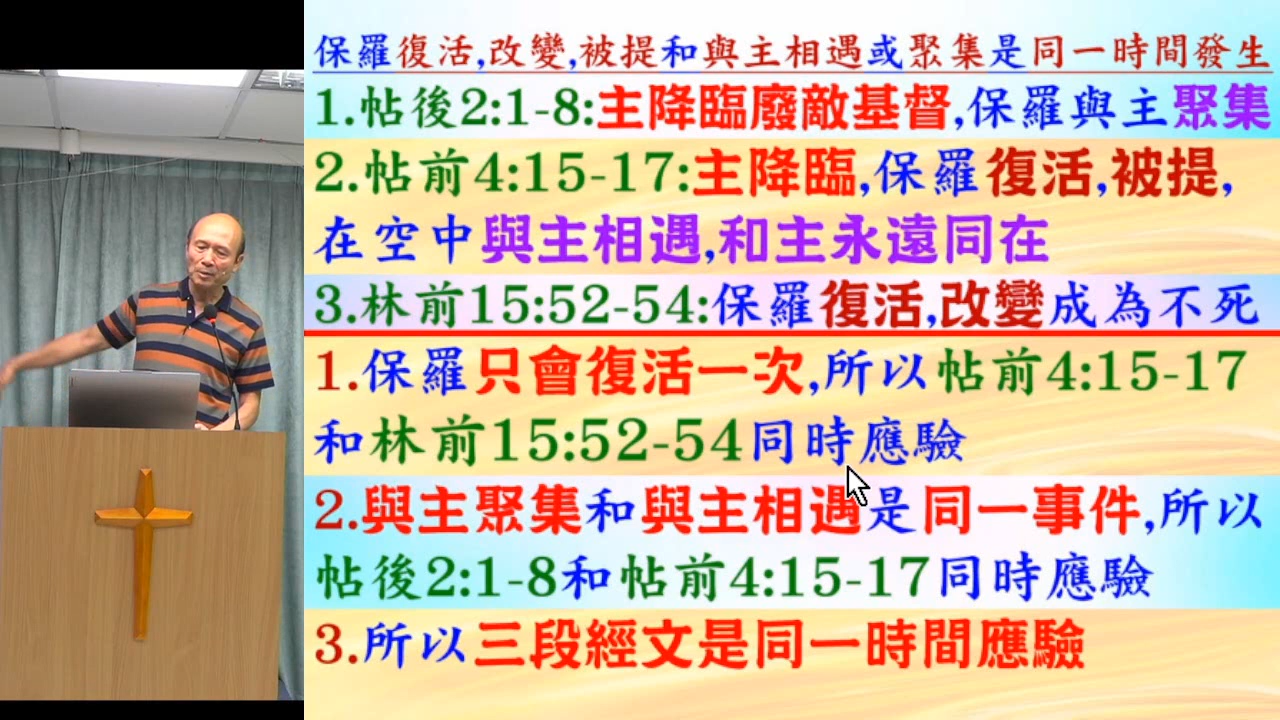 保羅復活,改變,被提和與主相遇或聚集是同一時間發生
1.帖後2:1-8:主降臨廢敵基督,保羅與主聚集
2.帖前4:15-17:主降臨,保羅復活,被提,
在空中與主相遇,和主永遠同在
3.林前15:52-54:保羅復活,改變成為不死
1.保羅只會復活一次,所以帖前4:15-17
和林前15:52-54同時應驗
2.與主聚集和與主相遇是同一事件,所以
帖後2:1-8和帖前4:15-17同時應驗
3.所以三段經文是同一時間應驗